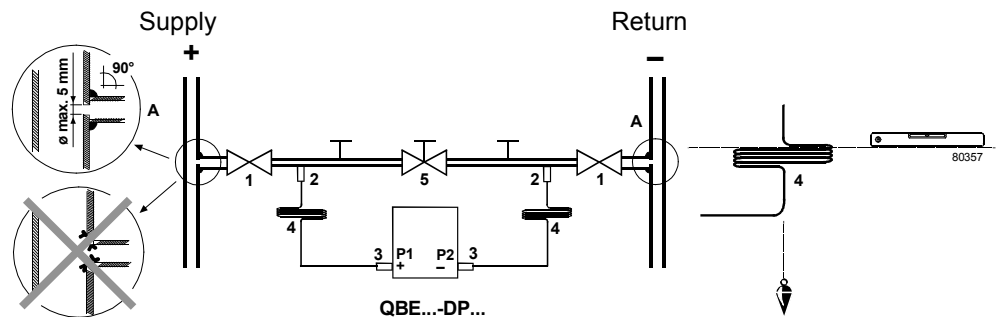 Supply
Return
+
–
90°
ø max. 5 mm
A
A
1
2
5
2
1
80357
4
4
4
3
P1
P2
3
+
–
QBE...-DP...